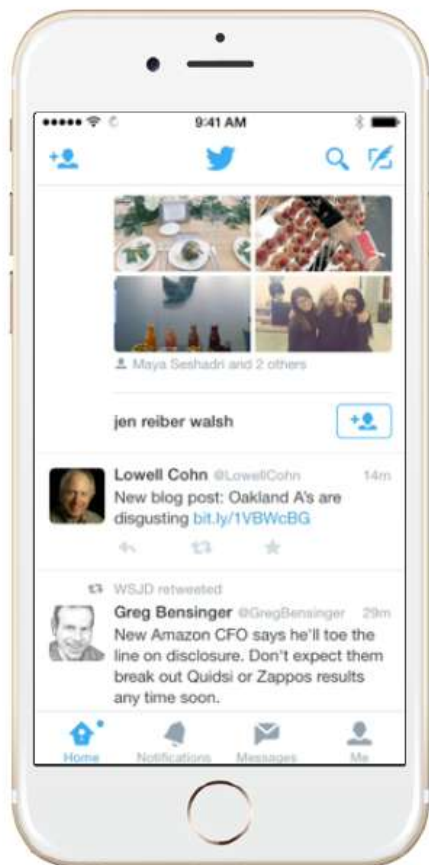 9:41 AM
Maya Seshadri and 2 others
jen reiber walsh
Lowell Cohn @LowellCohn 14m
New blog post: Oakland A's are
disgusting bit.ly/1VBWcBG
WSJD retweeted
Greg Bensinger @GregBensinger 29m
New Amazon CFO says he'll toe the
line on disclosure. Don't expect them
break out Quidsi or Zappos results
any time soon.
Home Notifications Messages Me